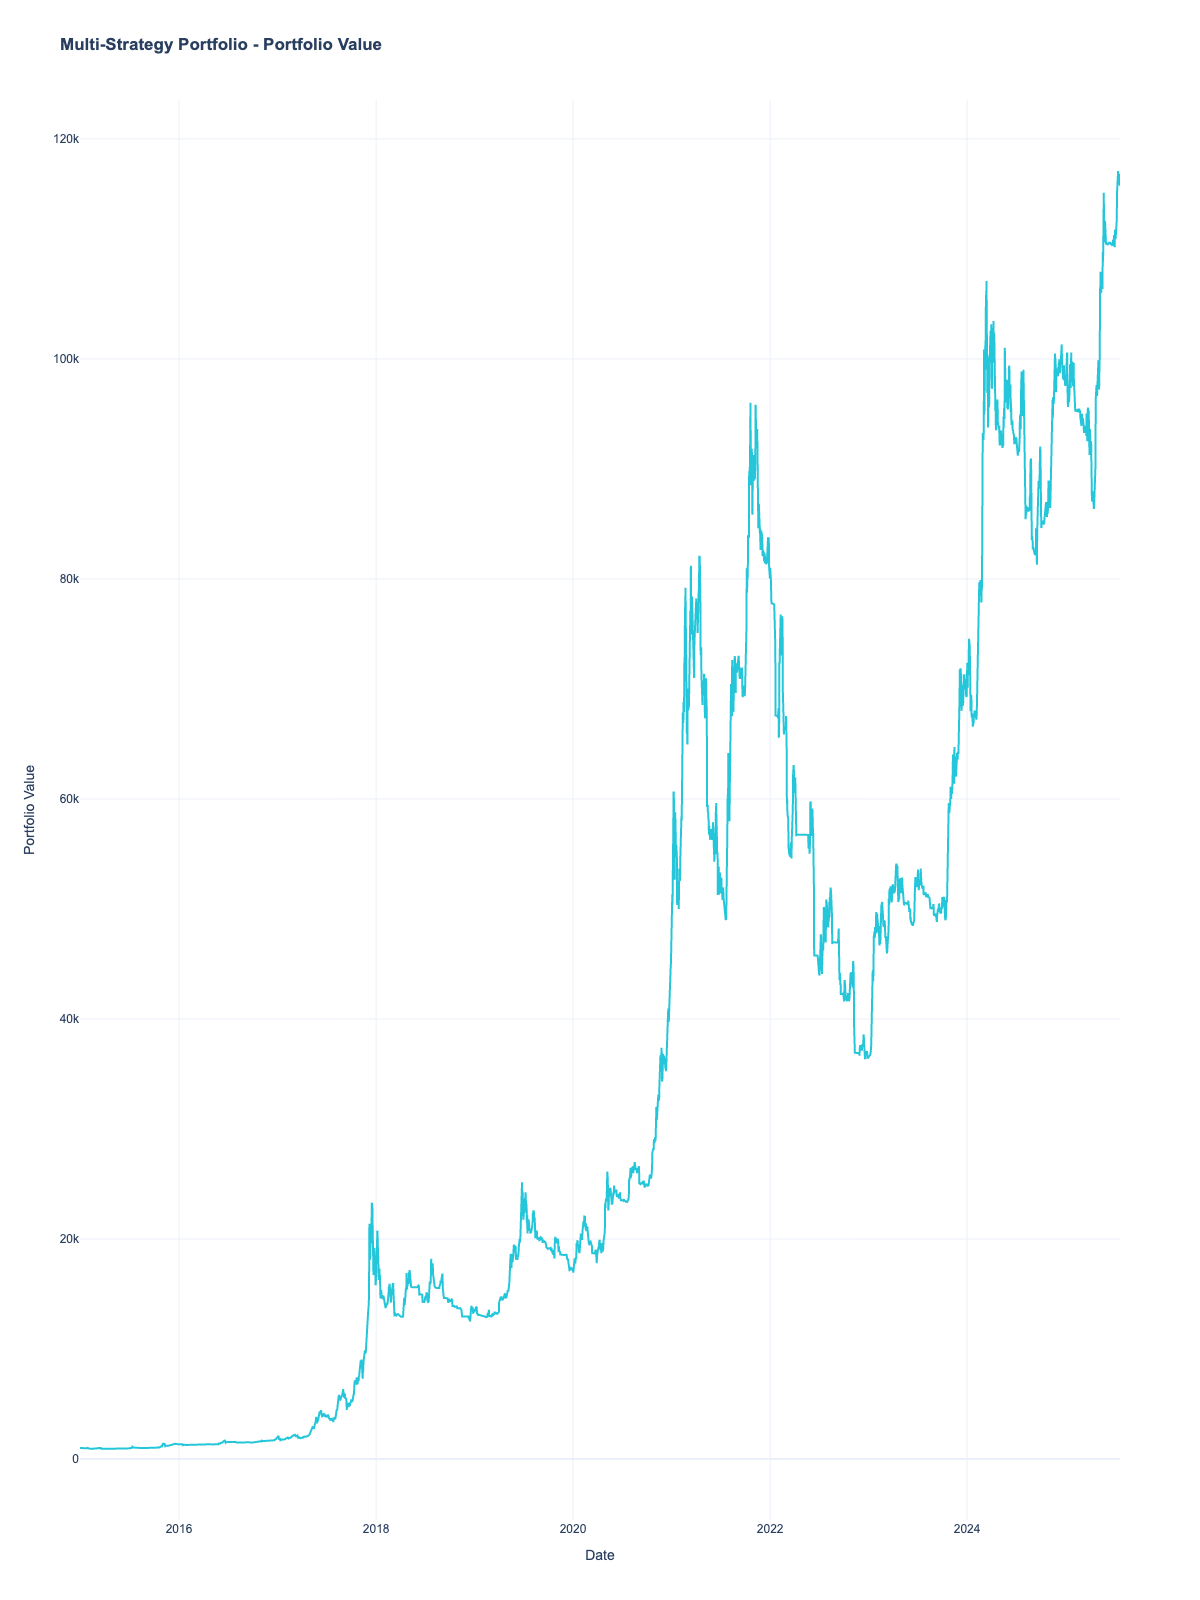 Multi-Strategy Portfolio - Portfolio Value
120k
100k
80k
60k
40k
20k
0
Portfolio Value
2016
2018
2020
2022
2024
Date